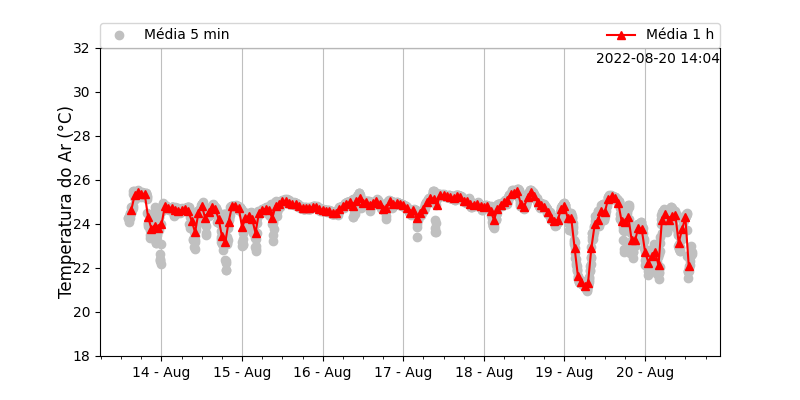 Média 5 min
Média 1 h
2022-08-20 14:04
Temperatura do Ar (°C)
32
30
28
26
24
22
20
18
14 - Aug
15 - Aug
16 - Aug
17 - Aug
18 - Aug
19 - Aug
20 - Aug